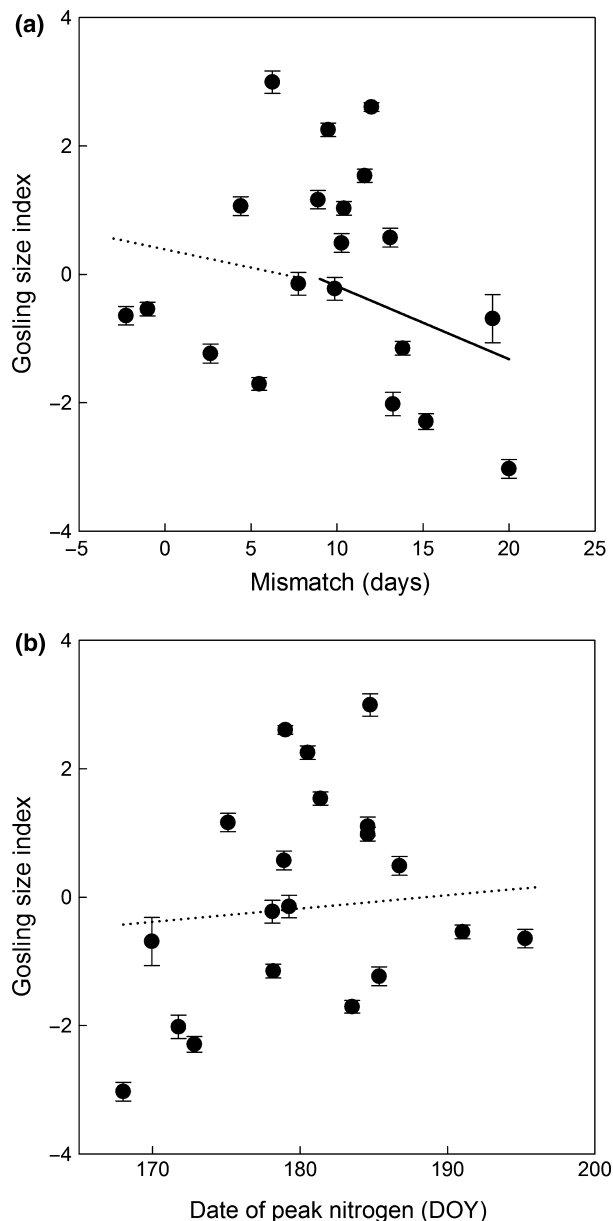 (a)
4
2
0
−2
−4
Gosling size index
−5 0 5 10 15 20 25
Mismatch (days)
(b)
4
2
0
−2
−4
Gosling size index
170 180 190 200
Date of peak nitrogen (DOY)